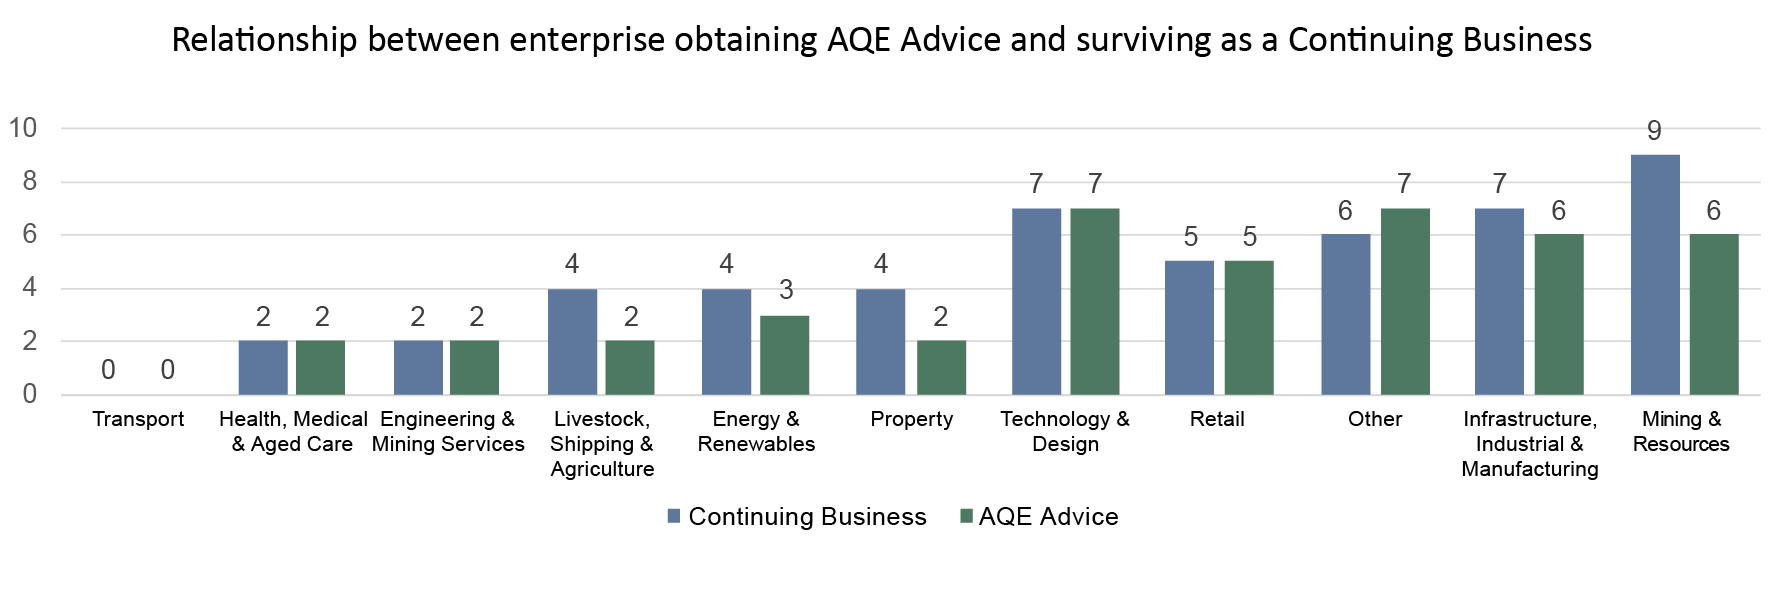 Relationship between enterprise obtaining AQE Advice and surviving as a Continuing Business
10
8
6
4
2
0
0 0
2 2
2 2
4 2
4 3
4 2
7 7
5 5
6 7
7 6
9 6
Transport
Health, Medical
& Aged Care
Engineering &
Mining Services
Livestock,
Shipping &
Agriculture
Energy &
Renewables
Property
Technology &
Design
Retail
Other
Infrastructure,
Industrial &
Manufacturing
Mining &
Resources
Continuing Business AQE Advice